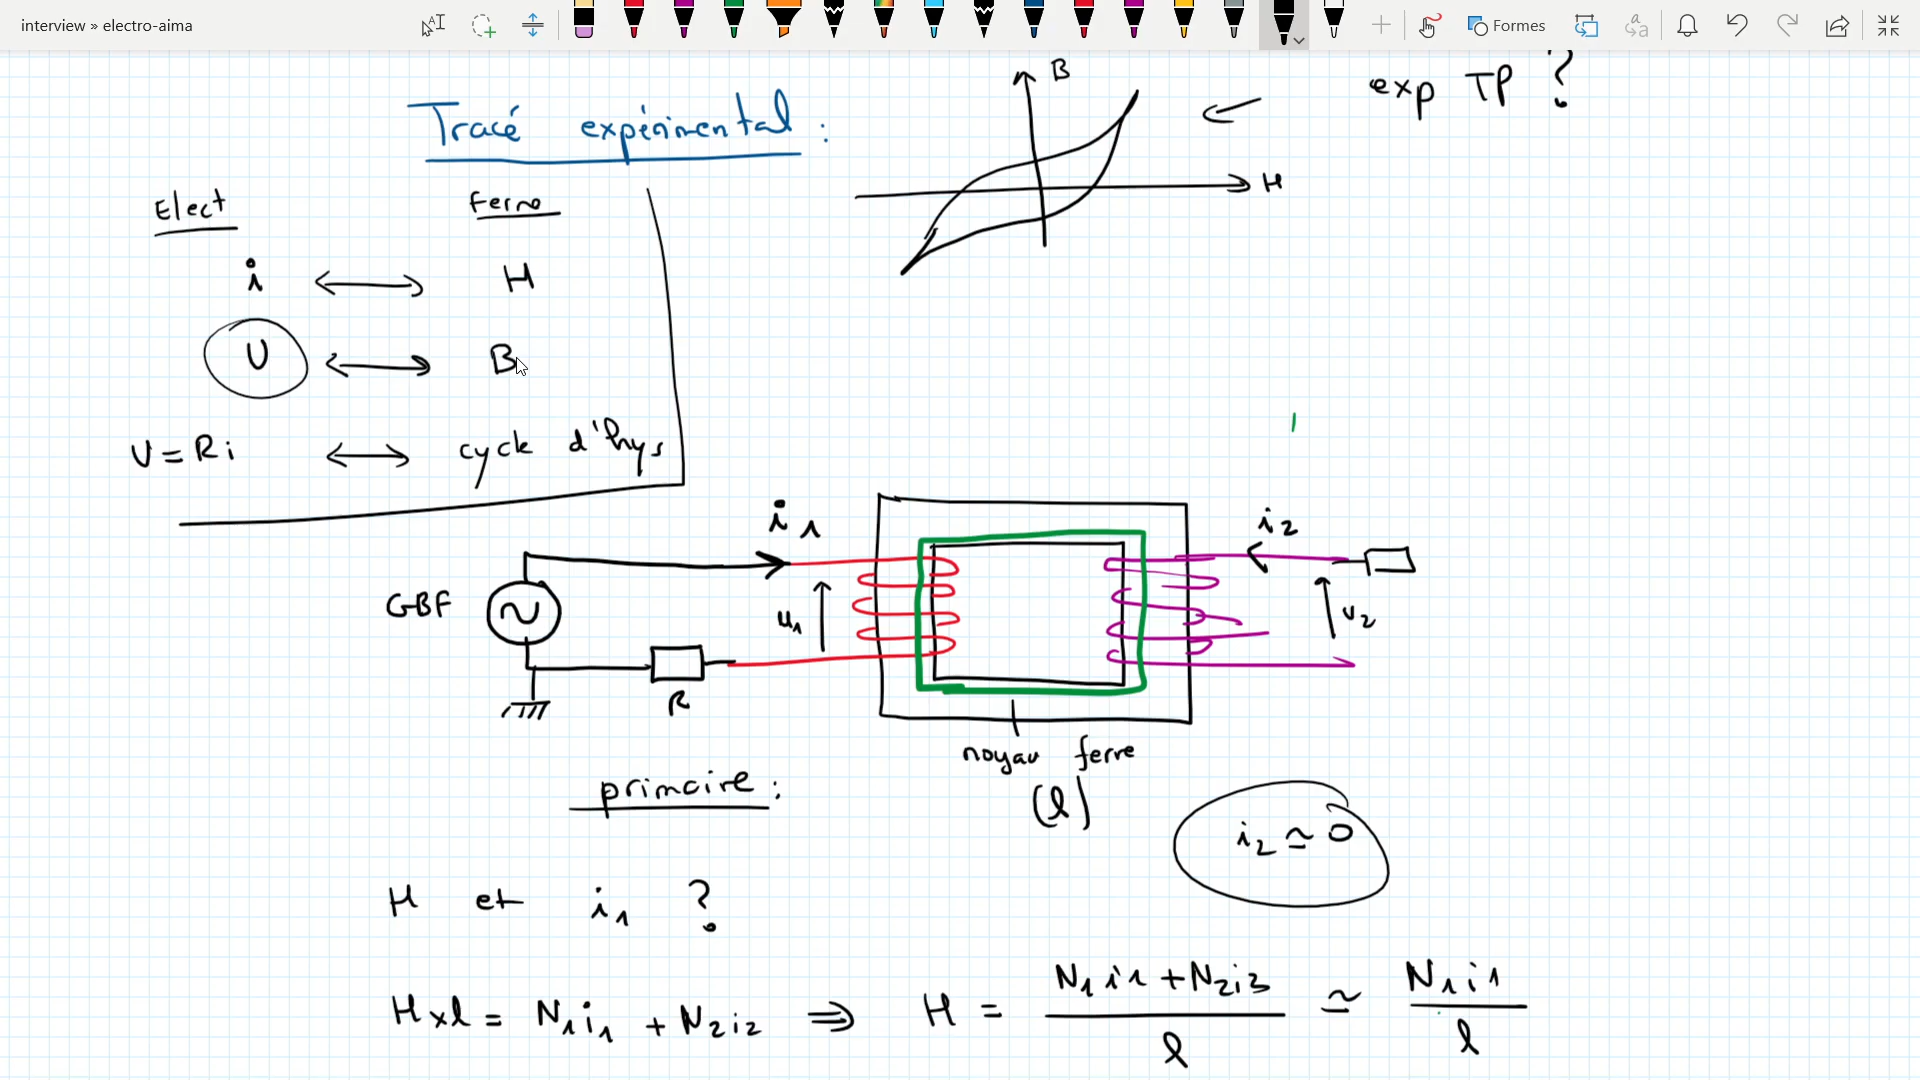 interview » electro-aima
Formes
exp TP ?
B
H
Tracé expérimental :
Elect
Ferro
i ⟷ H
U ⟷ B
U = Ri ⟷ cycle d'hys
i1
i2
GBF
u1
v2
R
noyau ferre
(l)
primaire :
i2 ≃ 0
H et i1 ?
H×l = N1i1 + N2i2 ⇒ H = (N1i1 + N2i2) / l ≃ N1i1 / l